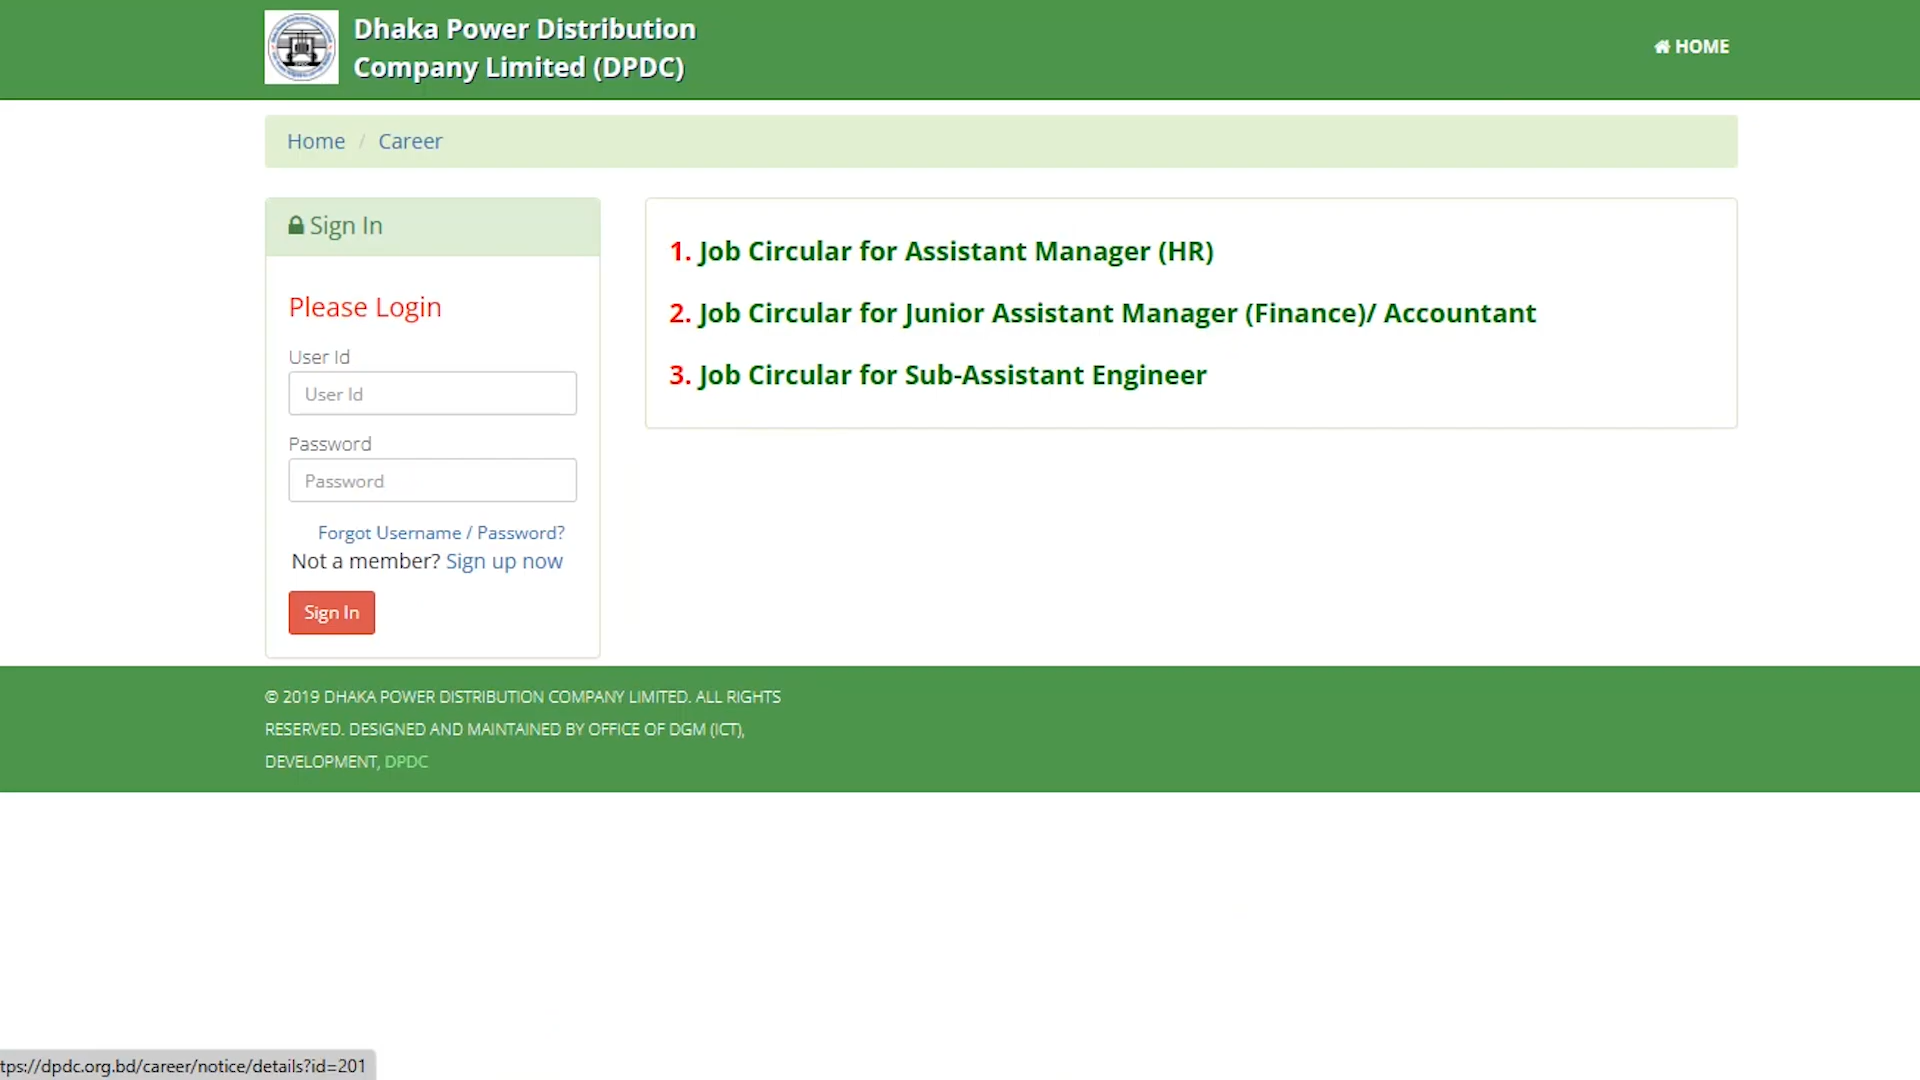 Dhaka Power Distribution
Company Limited (DPDC)
HOME
Home / Career
Sign In
Please Login
User Id
User Id
Password
Password
Forgot Username / Password?
Not a member? Sign up now
Sign In
1. Job Circular for Assistant Manager (HR)
2. Job Circular for Junior Assistant Manager (Finance)/ Accountant
3. Job Circular for Sub-Assistant Engineer
© 2019 DHAKA POWER DISTRIBUTION COMPANY LIMITED. ALL RIGHTS
RESERVED. DESIGNED AND MAINTAINED BY OFFICE OF DGM (ICT),
DEVELOPMENT, DPDC
tps://dpdc.org.bd/career/notice/details?id=201